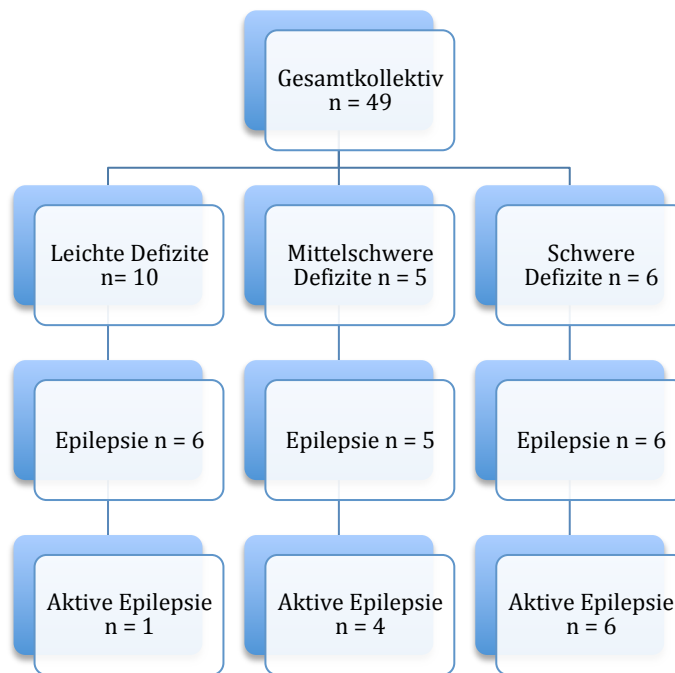 Gesamtkollektiv
n = 49
Leichte Defizite
n= 10
Mittelschwere
Defizite n = 5
Schwere
Defizite n = 6
Epilepsie n = 6
Epilepsie n = 5
Epilepsie n = 6
Aktive Epilepsie
n = 1
Aktive Epilepsie
n = 4
Aktive Epilepsie
n = 6